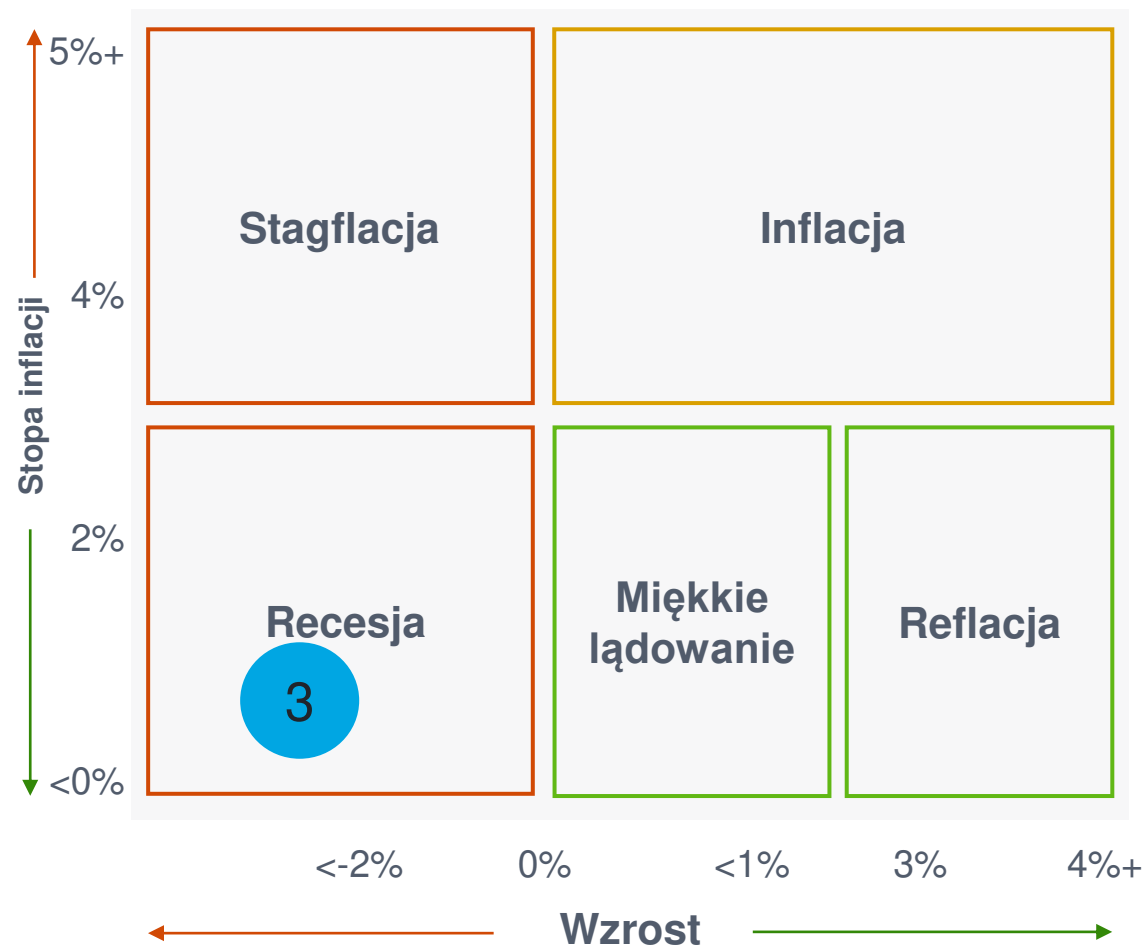 5%+
Stagflacja
Inflacja
4%
Stopa inflacji
2%
Recesja
3
Miękkie
lądowanie
Reflacja
<0%
<-2%
0%
<1%
3%
4%+
Wzrost